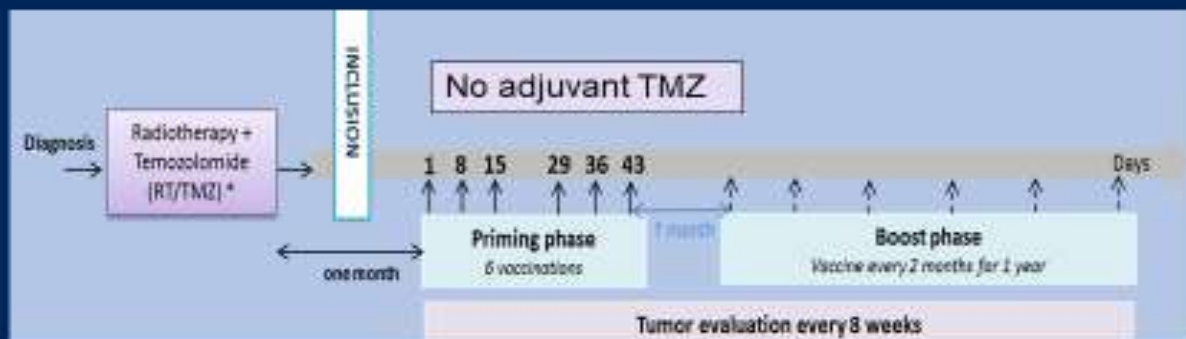 INCLUSION
No adjuvant TMZ
Diagnosis
Radiotherapy +
Temozolomide
(RT/TMZ) *
1 8 15 29 36 43 Days
one month
Priming phase
6 vaccinations
1 month
Boost phase
Vaccine every 2 months for 1 year
Tumor evaluation every 8 weeks